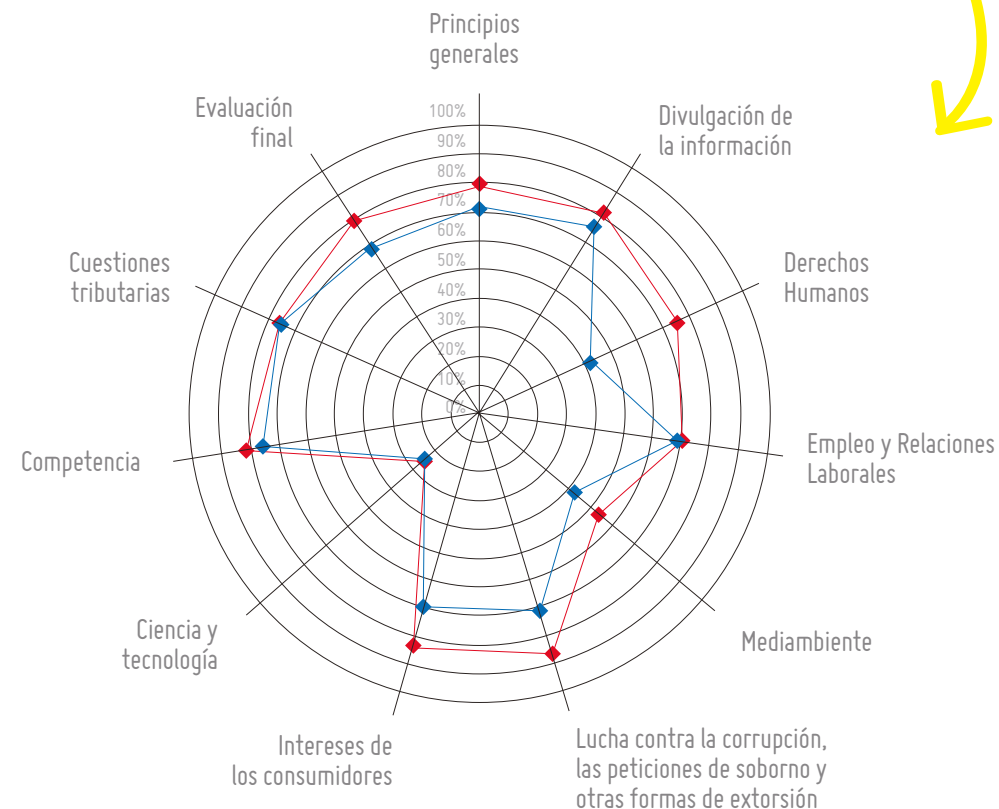 Principios
generales
Divulgación de
la información
Derechos
Humanos
Empleo y Relaciones
Laborales
Mediambiente
Lucha contra la corrupción,
las peticiones de soborno y
otras formas de extorsión
Intereses de
los consumidores
Ciencia y
tecnología
Competencia
Cuestiones
tributarias
Evaluación
final
100%
90%
80%
70%
60%
50%
40%
30%
20%
10%
0%